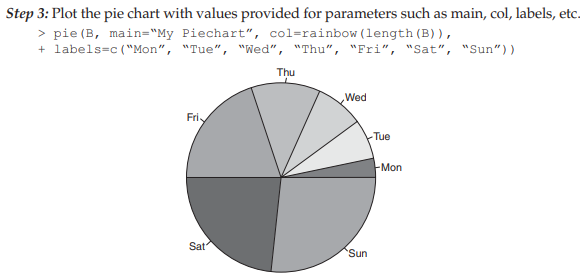 Step 3: Plot the pie chart with values provided for parameters such as main, col, labels, etc.
> pie(B, main=“My Piechart”, col=rainbow(length(B)),
+ labels=c(“Mon”, “Tue”, “Wed”, “Thu”, “Fri”, “Sat”, “Sun”))
Thu
Wed
Fri
Tue
Mon
Sat
Sun